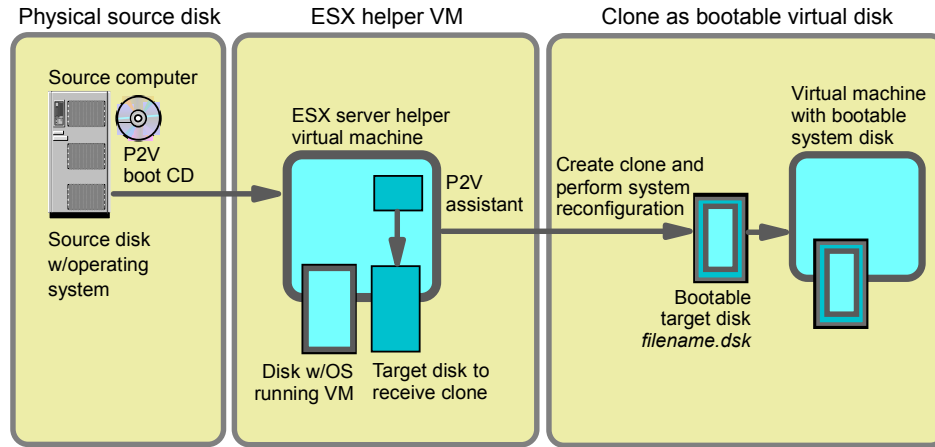 Physical source disk
ESX helper VM
Clone as bootable virtual disk
Source computer
P2V
boot CD
Source disk
w/operating
system
ESX server helper
virtual machine
P2V
assistant
Disk w/OS
running VM
Target disk to
receive clone
Create clone and
perform system
reconfiguration
Bootable
target disk
filename.dsk
Virtual machine
with bootable
system disk